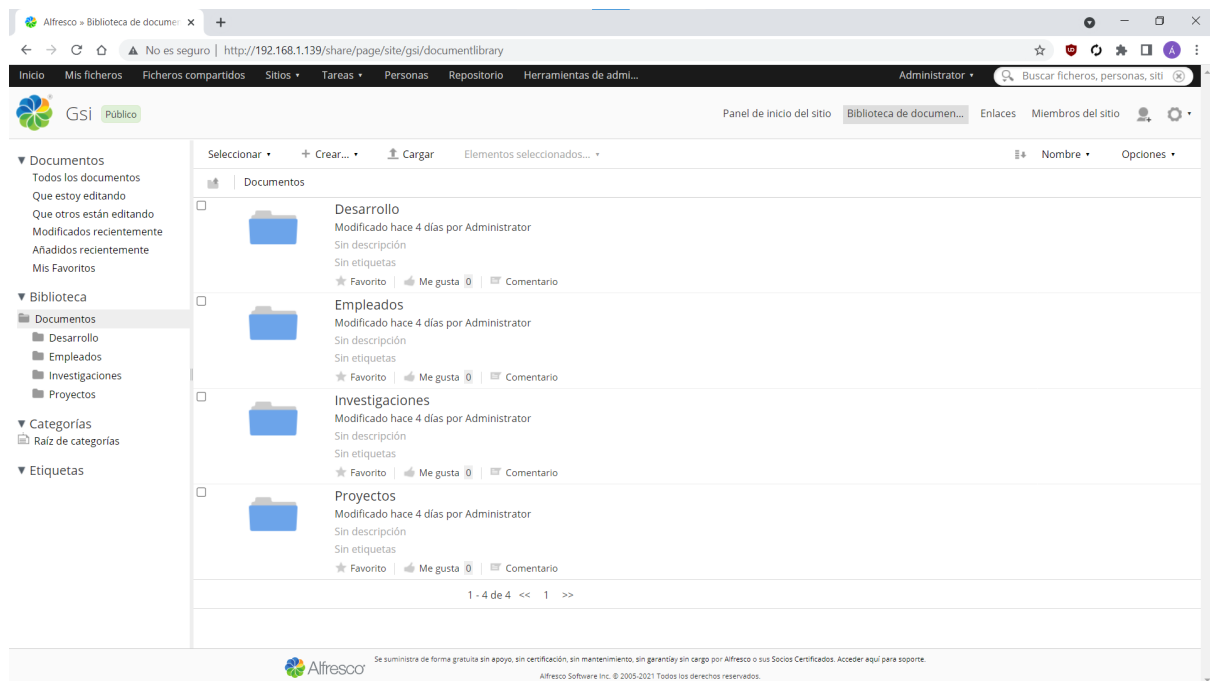 Alfresco » Biblioteca de documen
No es seguro | http://192.168.1.139/share/page/site/gsi/documentlibrary
Á
Inicio Mis ficheros Ficheros compartidos Sitios Tareas Personas Repositorio Herramientas de admi... Administrator Buscar ficheros, personas, siti
Gsi Público Panel de inicio del sitio Biblioteca de documen... Enlaces Miembros del sitio
Seleccionar + Crear... Cargar Elementos seleccionados... Nombre Opciones
Documentos
Documentos
Todos los documentos
Que estoy editando
Que otros están editando
Modificados recientemente
Añadidos recientemente
Mis Favoritos
Biblioteca
Documentos
Desarrollo
Empleados
Investigaciones
Proyectos
Categorías
Raíz de categorías
Etiquetas
Desarrollo
Modificado hace 4 días por Administrator
Sin descripción
Sin etiquetas
Favorito Me gusta 0 Comentario
Empleados
Modificado hace 4 días por Administrator
Sin descripción
Sin etiquetas
Favorito Me gusta 0 Comentario
Investigaciones
Modificado hace 4 días por Administrator
Sin descripción
Sin etiquetas
Favorito Me gusta 0 Comentario
Proyectos
Modificado hace 4 días por Administrator
Sin descripción
Sin etiquetas
Favorito Me gusta 0 Comentario
1 - 4 de 4 << 1 >>
Alfresco
Se suministra de forma gratuita sin apoyo, sin certificación, sin mantenimiento, sin garantíay sin cargo por Alfresco o sus Socios Certificados. Acceder aquí para soporte.
Alfresco Software Inc. © 2005-2021 Todos los derechos reservados.